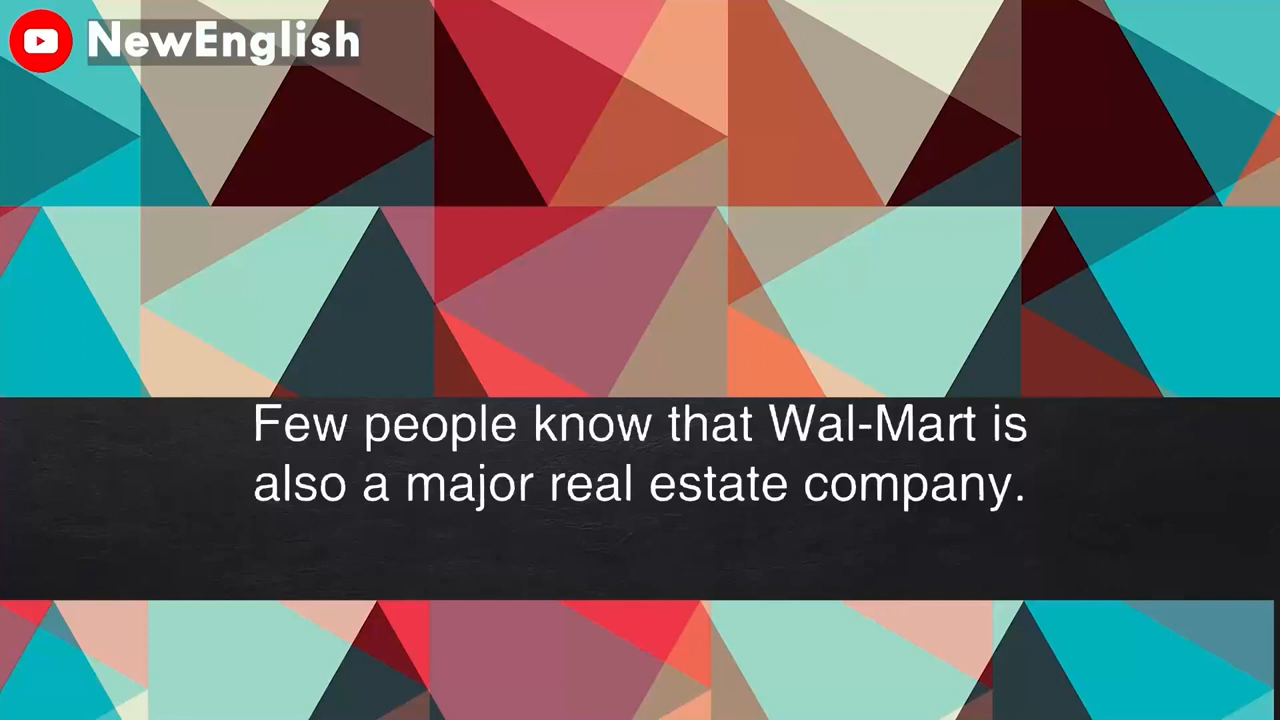 NewEnglish
Few people know that Wal-Mart is
also a major real estate company.